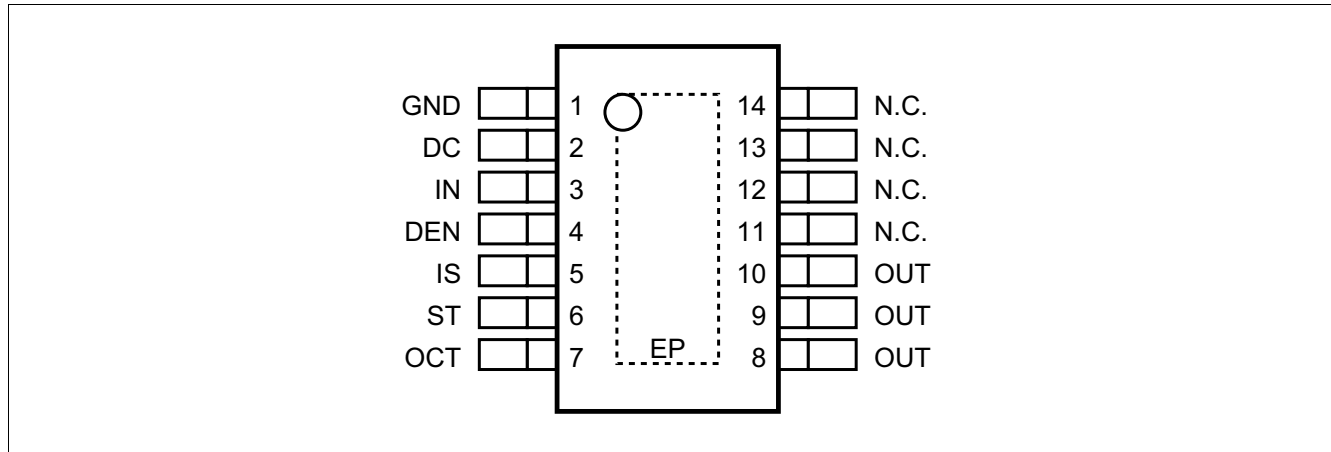 GND 1 14 N.C.
DC 2 13 N.C.
IN 3 12 N.C.
DEN 4 11 N.C.
IS 5 10 OUT
ST 6 9 OUT
OCT 7 EP 8 OUT